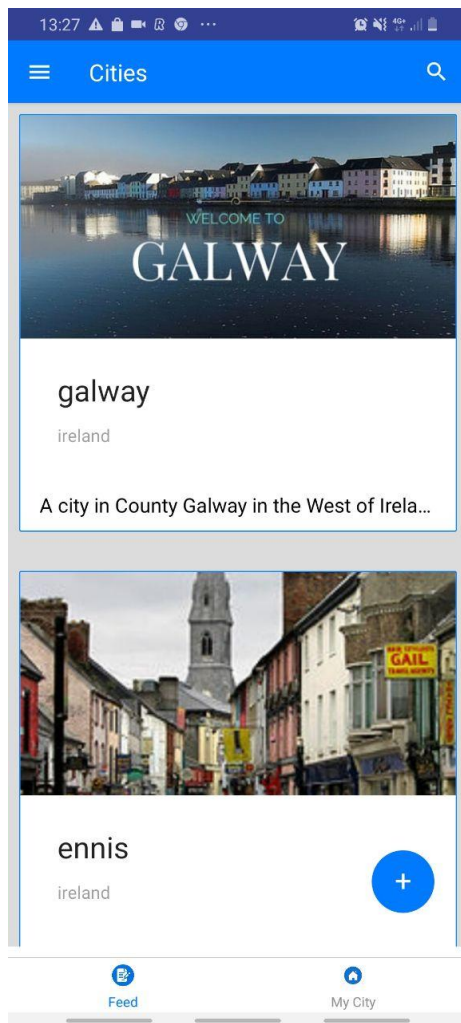 13:27
4G+
Cities
WELCOME TO
GALWAY
galway
ireland
A city in County Galway in the West of Irela...
GAIL
ennis
ireland
+
Feed
My City